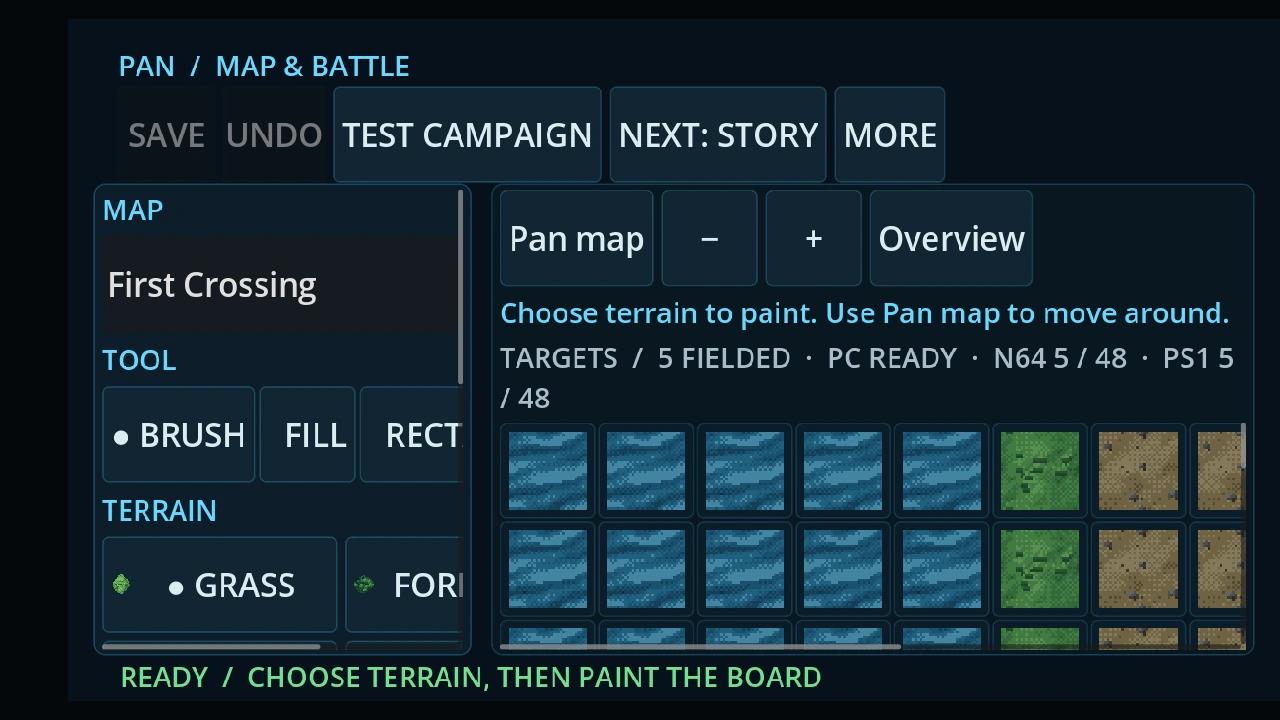 PAN / MAP & BATTLE
SAVE UNDO TEST CAMPAIGN NEXT: STORY MORE
MAP
First Crossing
TOOL
● BRUSH FILL RECT
TERRAIN
● GRASS FOR
Pan map − + Overview
Choose terrain to paint. Use Pan map to move around.
TARGETS / 5 FIELDED · PC READY · N64 5 / 48 · PS1 5
/ 48
READY / CHOOSE TERRAIN, THEN PAINT THE BOARD